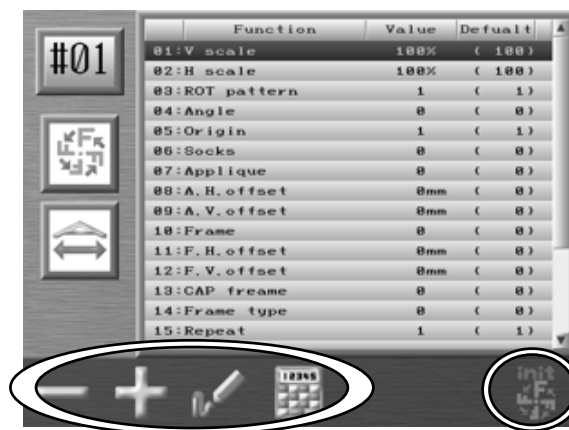 #01
Function Value Defualt
01:V scale 100% ( 100)
02:H scale 100% ( 100)
03:ROT pattern 1 ( 1)
04:Angle 0 ( 0)
05:Origin 1 ( 1)
06:Socks 0 ( 0)
07:Applique 0 ( 0)
08:A.H.offset 0mm ( 0)
09:A.V.offset 0mm ( 0)
10:Frame 0 ( 0)
11:F.H.offset 0mm ( 0)
12:F.V.offset 0mm ( 0)
13:CAP freame 0 ( 0)
14:Frame type 0 ( 0)
15:Repeat 1 ( 1)
12345
init